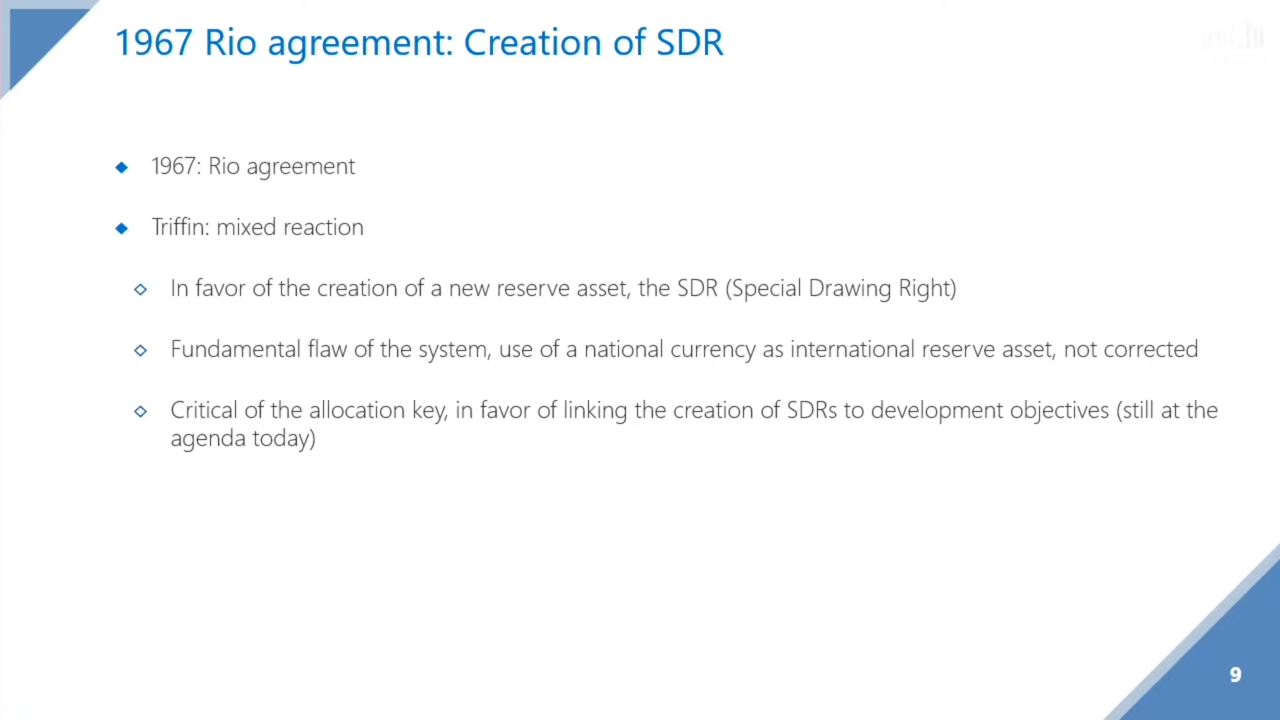 1967 Rio agreement: Creation of SDR
1967: Rio agreement
Triffin: mixed reaction
In favor of the creation of a new reserve asset, the SDR (Special Drawing Right)
Fundamental flaw of the system, use of a national currency as international reserve asset, not corrected
Critical of the allocation key, in favor of linking the creation of SDRs to development objectives (still at the
agenda today)
9